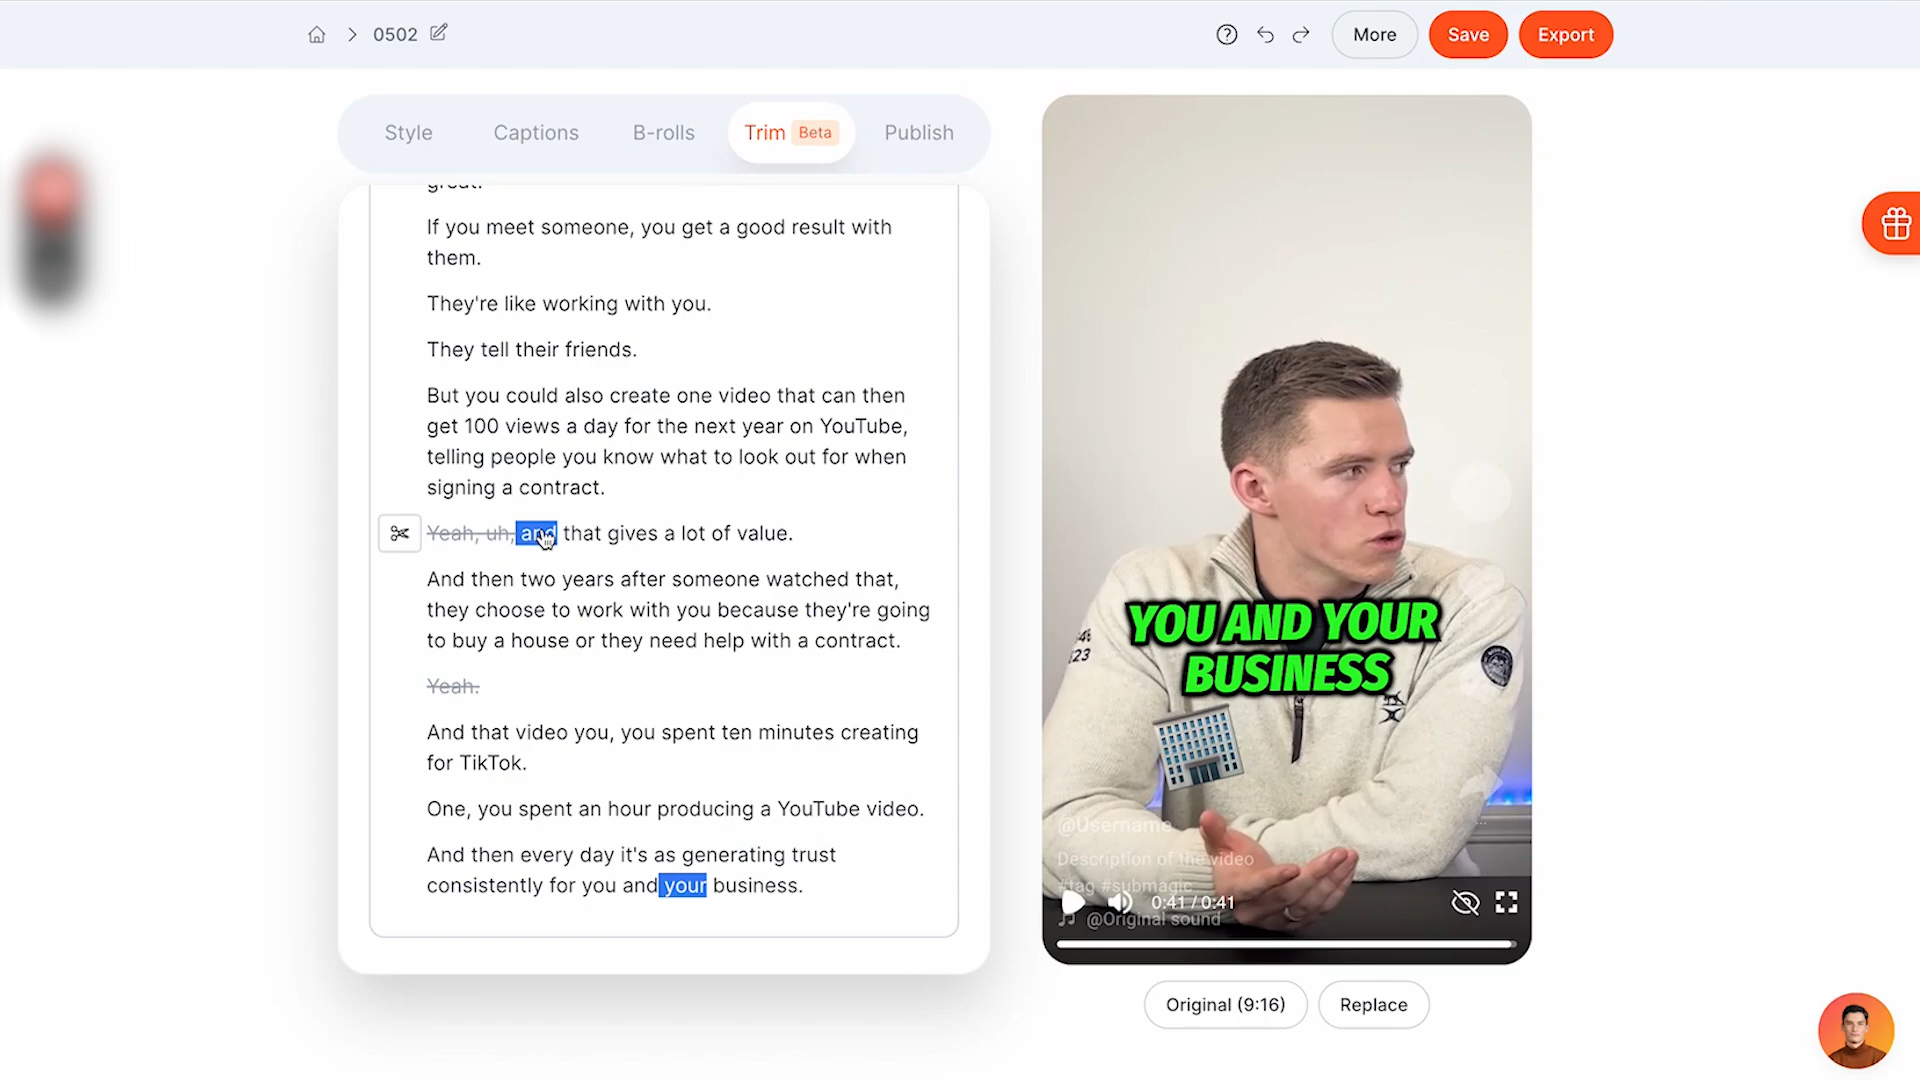 0502
More
Save
Export
Style
Captions
B-rolls
Trim Beta
Publish
great.
If you meet someone, you get a good result with
them.
They're like working with you.
They tell their friends.
But you could also create one video that can then
get 100 views a day for the next year on YouTube,
telling people you know what to look out for when
signing a contract.
Yeah, uh, and that gives a lot of value.
And then two years after someone watched that,
they choose to work with you because they're going
to buy a house or they need help with a contract.
Yeah.
And that video you, you spent ten minutes creating
for TikTok.
One, you spent an hour producing a YouTube video.
And then every day it's as generating trust
consistently for you and your business.
YOU AND YOUR
BUSINESS
@Username
Description of the video
#tag #submagic
0:41 / 0:41
@Original sound
Original (9:16)
Replace